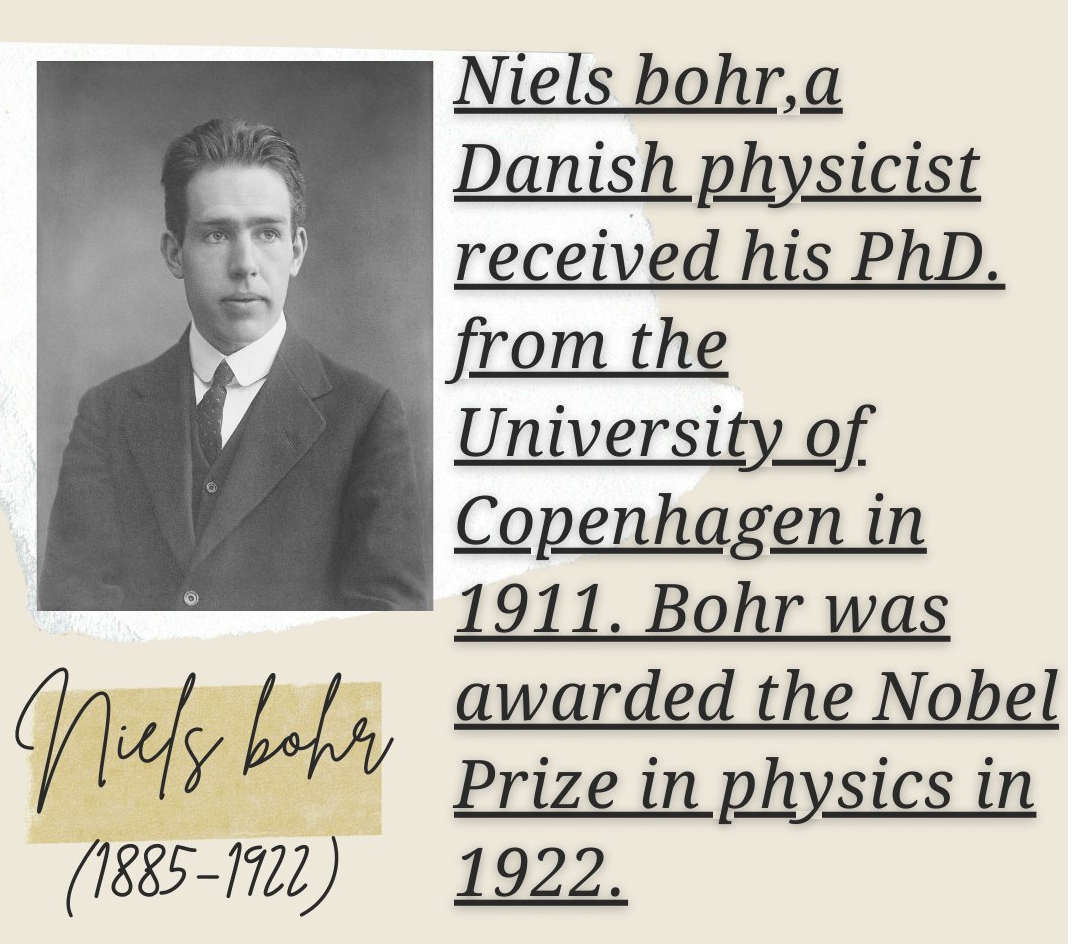 Niels bohr,a
Danish physicist
received his PhD.
from the
University of
Copenhagen in
1911. Bohr was
awarded the Nobel
Prize in physics in
1922.
Niels bohr
(1885-1922)